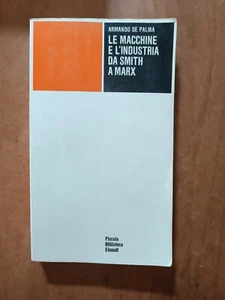 ARMANDO DE PALMA
LE MACCHINE
E L'INDUSTRIA
DA SMITH
A MARX
Piccola
Biblioteca
Einaudi